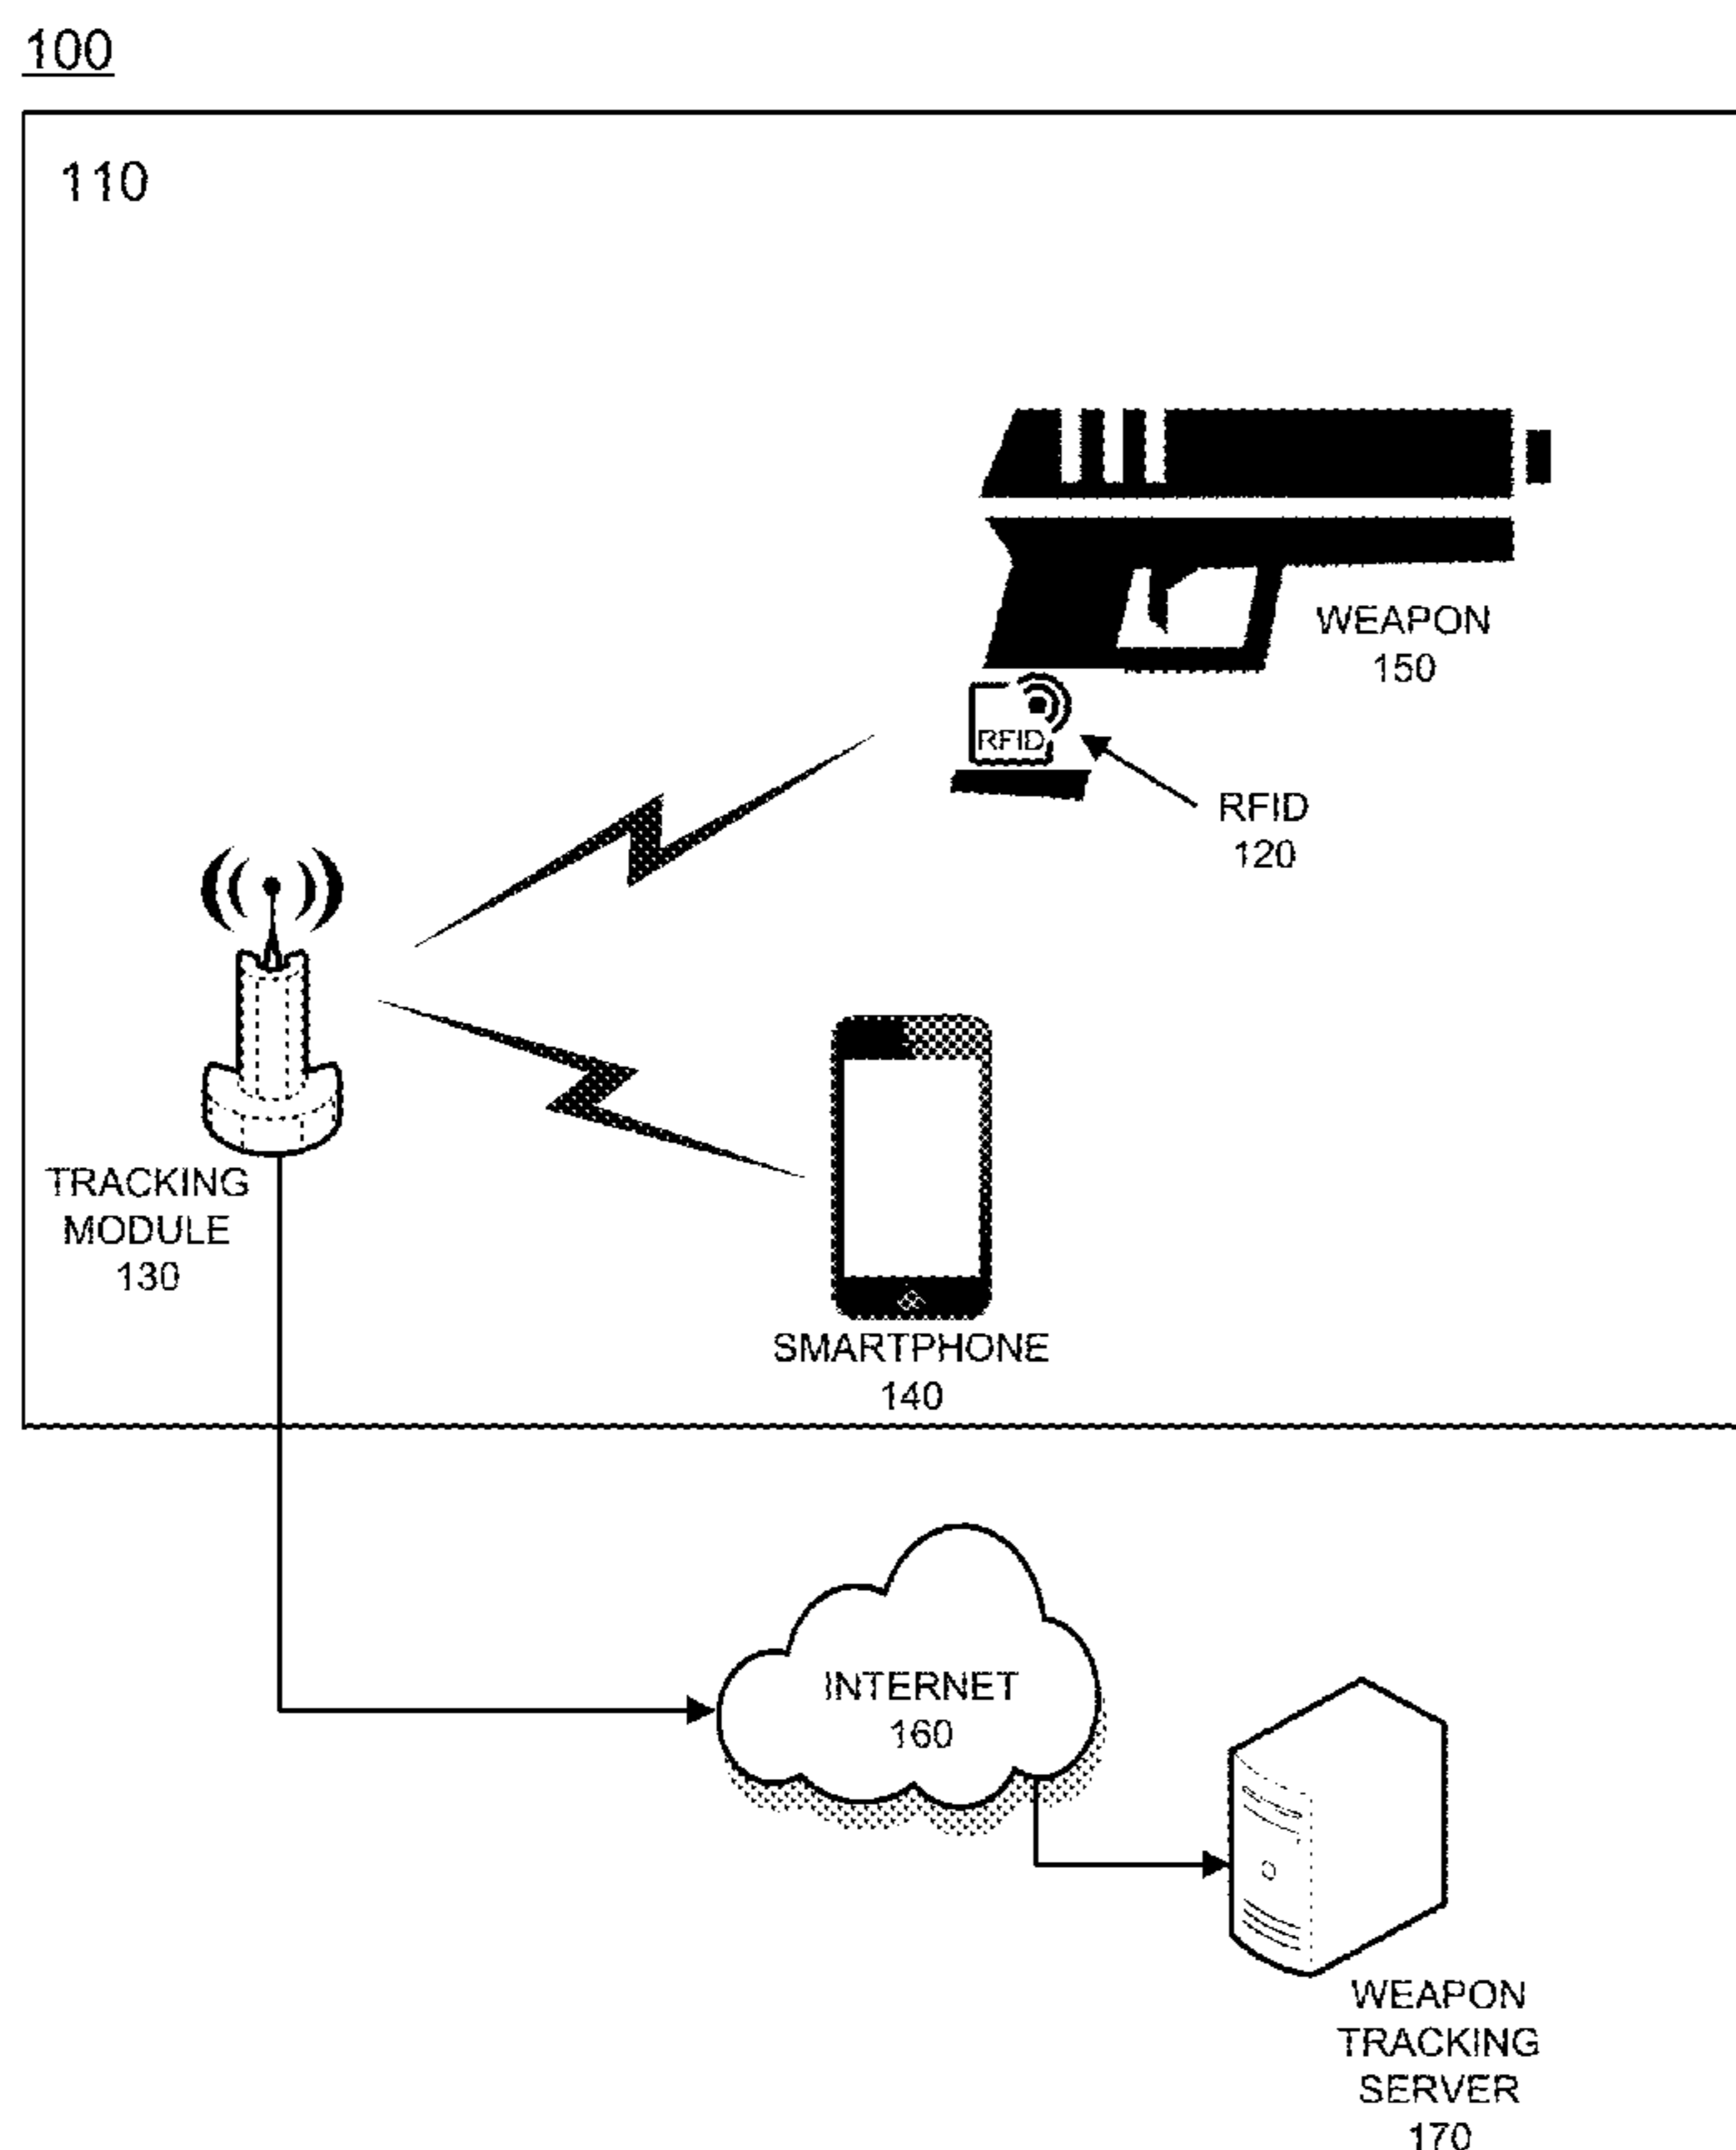 100
110
WEAPON
150
RFID
RFID
120
TRACKING
MODULE
130
SMARTPHONE
140
INTERNET
160
WEAPON
TRACKING
SERVER
170